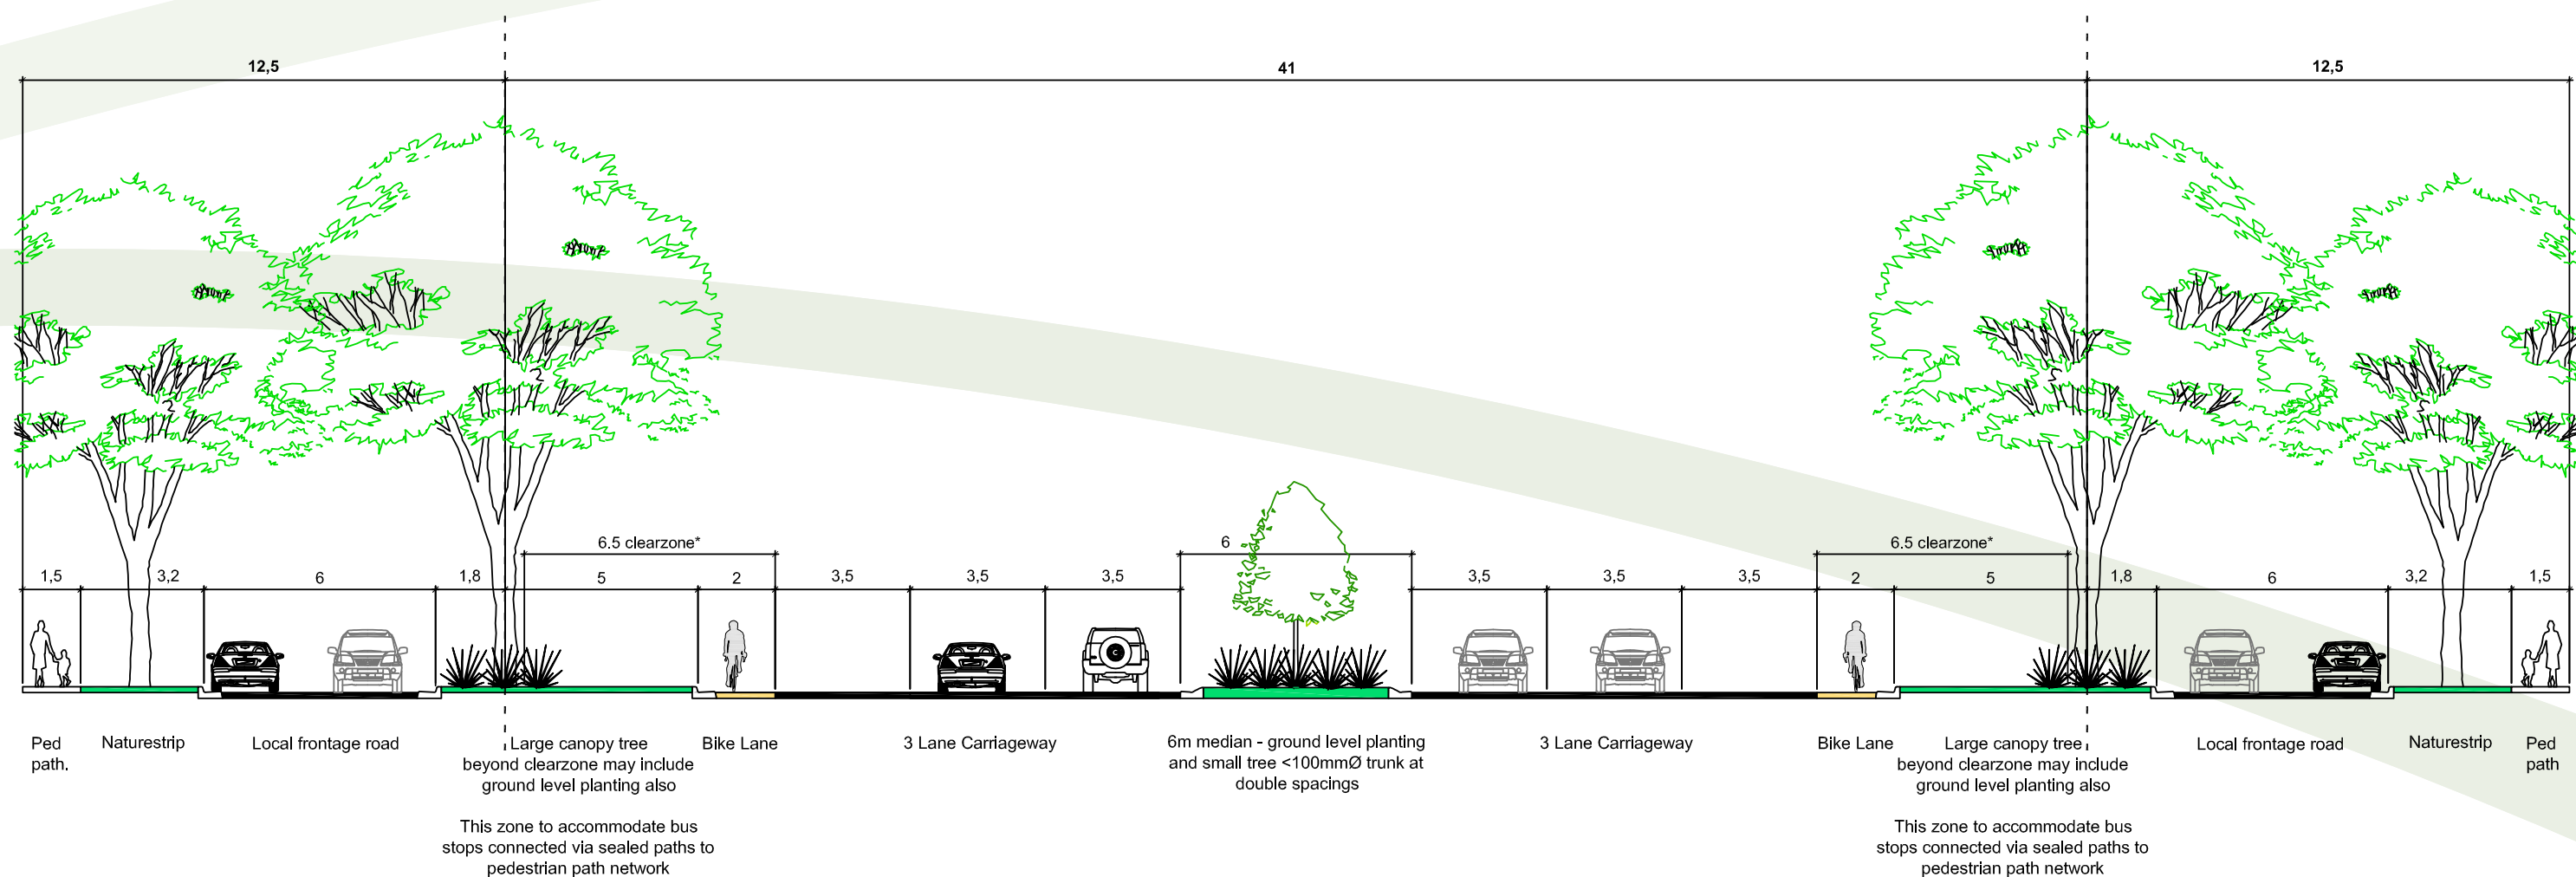 12,5
41
12,5
6.5 clearzone*
6
6.5 clearzone*
1,5
3,2
6
1,8
5
2
3,5
3,5
3,5
3,5
3,5
3,5
2
5
1,8
6
3,2
1,5
Ped
path.
Naturestrip
Local frontage road
Large canopy tree
beyond clearzone may include
ground level planting also
This zone to accommodate bus
stops connected via sealed paths to
pedestrian path network
Bike Lane
3 Lane Carriageway
6m median - ground level planting
and small tree <100mmØ trunk at
double spacings
3 Lane Carriageway
Bike Lane
Large canopy tree
beyond clearzone may include
ground level planting also
This zone to accommodate bus
stops connected via sealed paths to
pedestrian path network
Local frontage road
Naturestrip
Ped
path